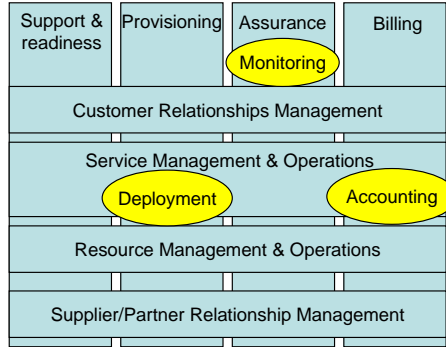 Support &
readiness
Provisioning
Assurance
Billing
Monitoring
Customer Relationships Management
Service Management & Operations
Deployment
Accounting
Resource Management & Operations
Supplier/Partner Relationship Management